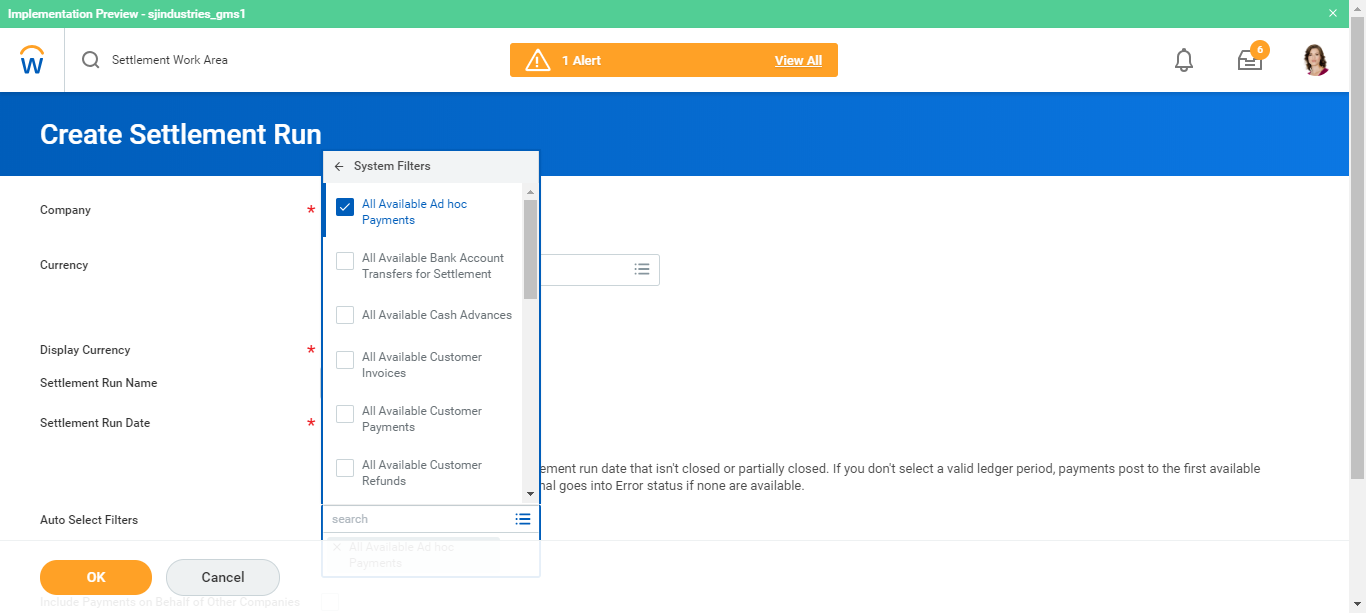 Implementation Preview - sjindustries_gms1
Settlement Work Area
1 Alert
View All
6
Create Settlement Run
System Filters
All Available Ad hoc
Payments
All Available Bank Account
Transfers for Settlement
All Available Cash Advances
All Available Customer
Invoices
All Available Customer
Payments
All Available Customer
Refunds
Company *
Currency
Display Currency *
Settlement Run Name
Settlement Run Date *
run date that isn't closed or partially closed. If you don't select a valid ledger period, payments post to the first available
goes into Error status if none are available.
Auto Select Filters
search
All Available Ad hoc
Payments
OK
Cancel
Include Payments on Behalf of Other Companies